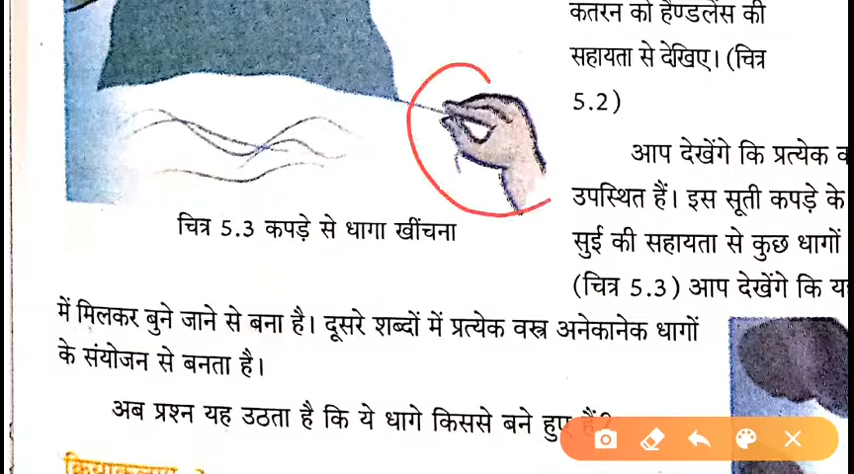 कतरन को हैण्डलेंस की
सहायता से देखिए। (चित्र
5.2)
आप देखेंगे कि प्रत्येक
उपस्थित हैं। इस सूती कपड़े के
सुई की सहायता से कुछ धागों
(चित्र 5.3) आप देखेंगे कि
चित्र 5.3 कपड़े से धागा खींचना
में मिलकर बुने जाने से बना है। दूसरे शब्दों में प्रत्येक वस्त्र अनेकानेक धागों
के संयोजन से बनता है।
अब प्रश्न यह उठता है कि ये धागे किससे बने हुए हैं?